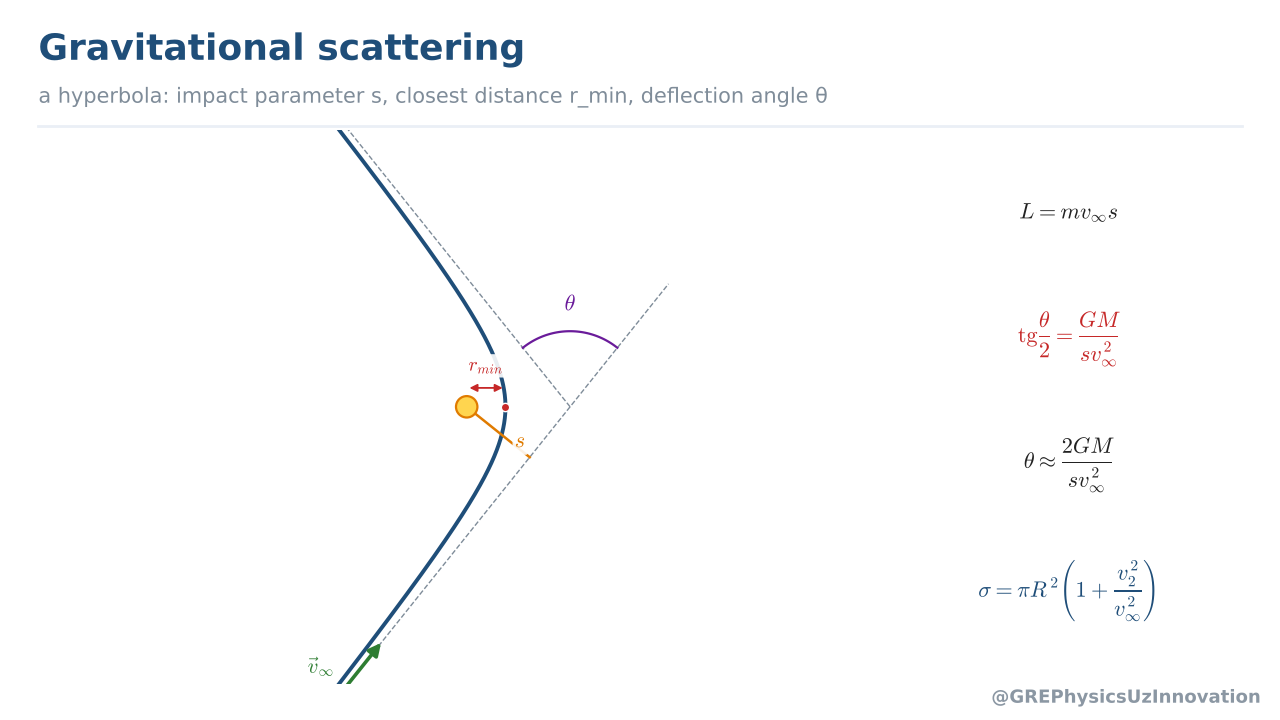 Gravitational scattering
a hyperbola: impact parameter s, closest distance r_min, deflection angle θ
L = mv∞s
θ
tg θ/2 = GM/(sv∞²)
r_min
s
θ ≈ 2GM/(sv∞²)
σ = πR²(1 + v₂²/v∞²)
v⃗∞
@GREPhysicsUzInnovation